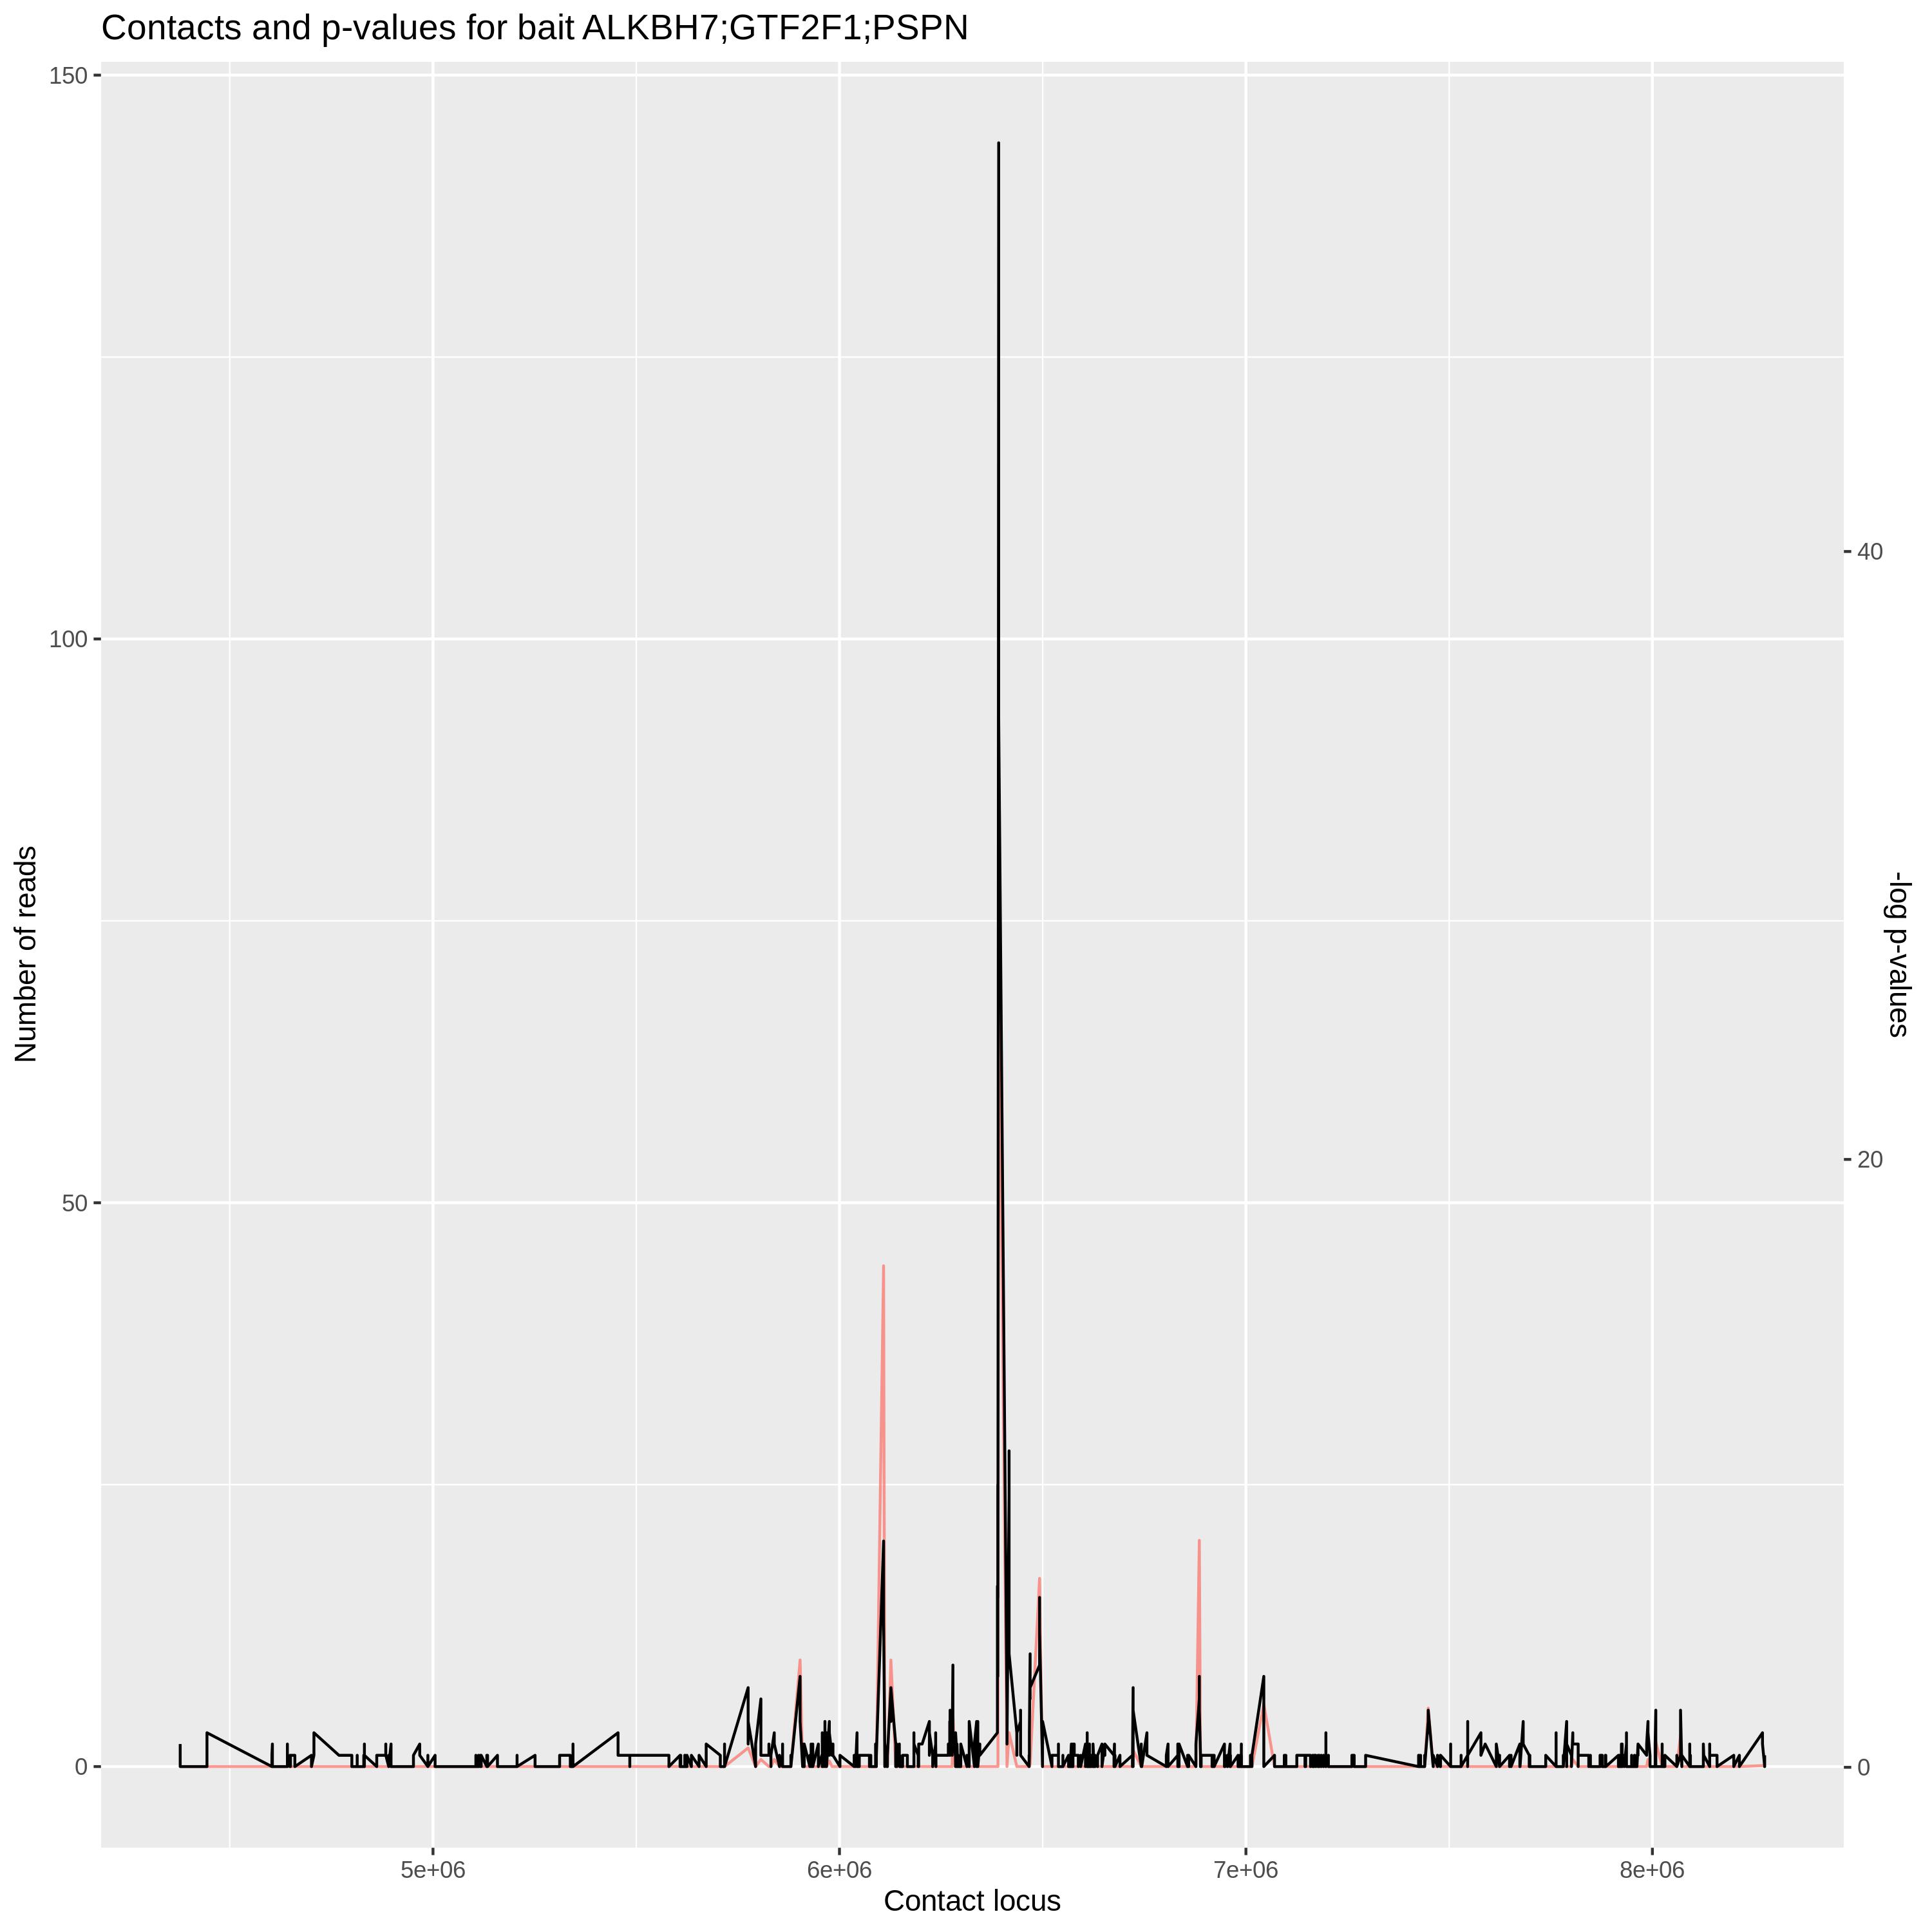 Contacts and p-values for bait ALKBH7;GTF2F1;PSPN
150
100
50
0
Number of reads
40
20
0
-log p-values
5e+06 6e+06 7e+06 8e+06
Contact locus